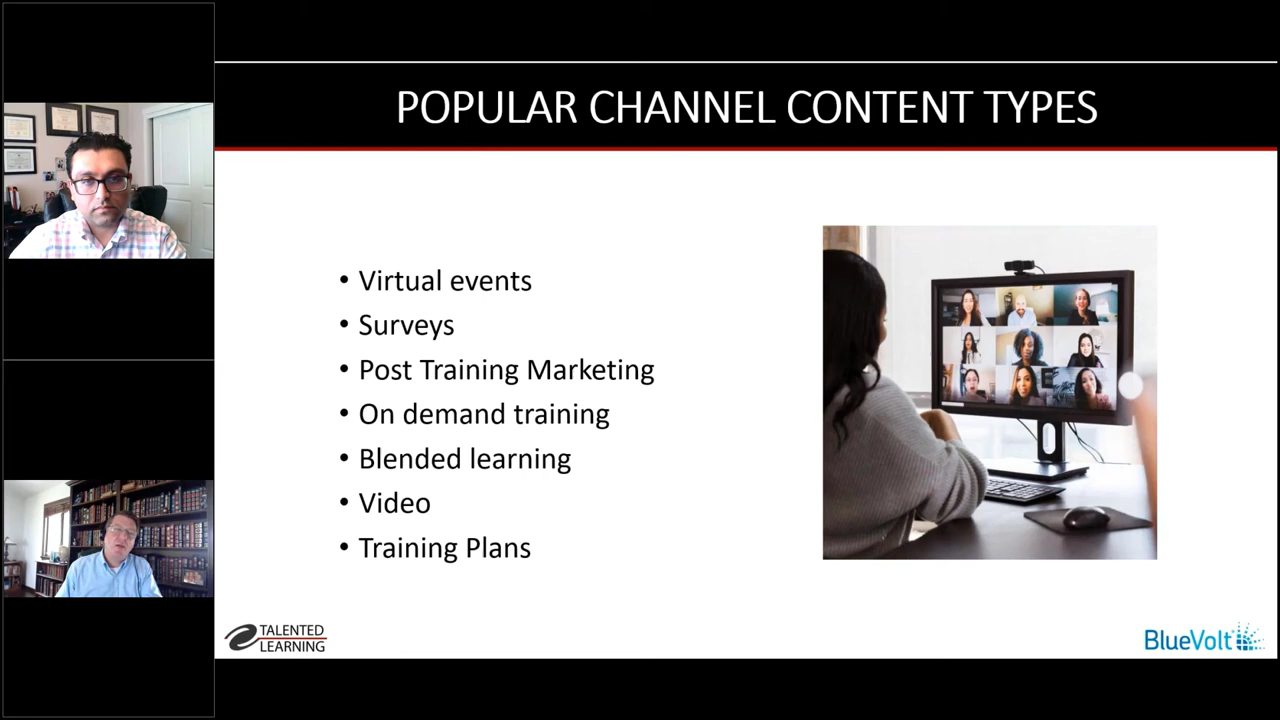 POPULAR CHANNEL CONTENT TYPES
• Virtual events
• Surveys
• Post Training Marketing
• On demand training
• Blended learning
• Video
• Training Plans
TALENTED
LEARNING
BlueVolt